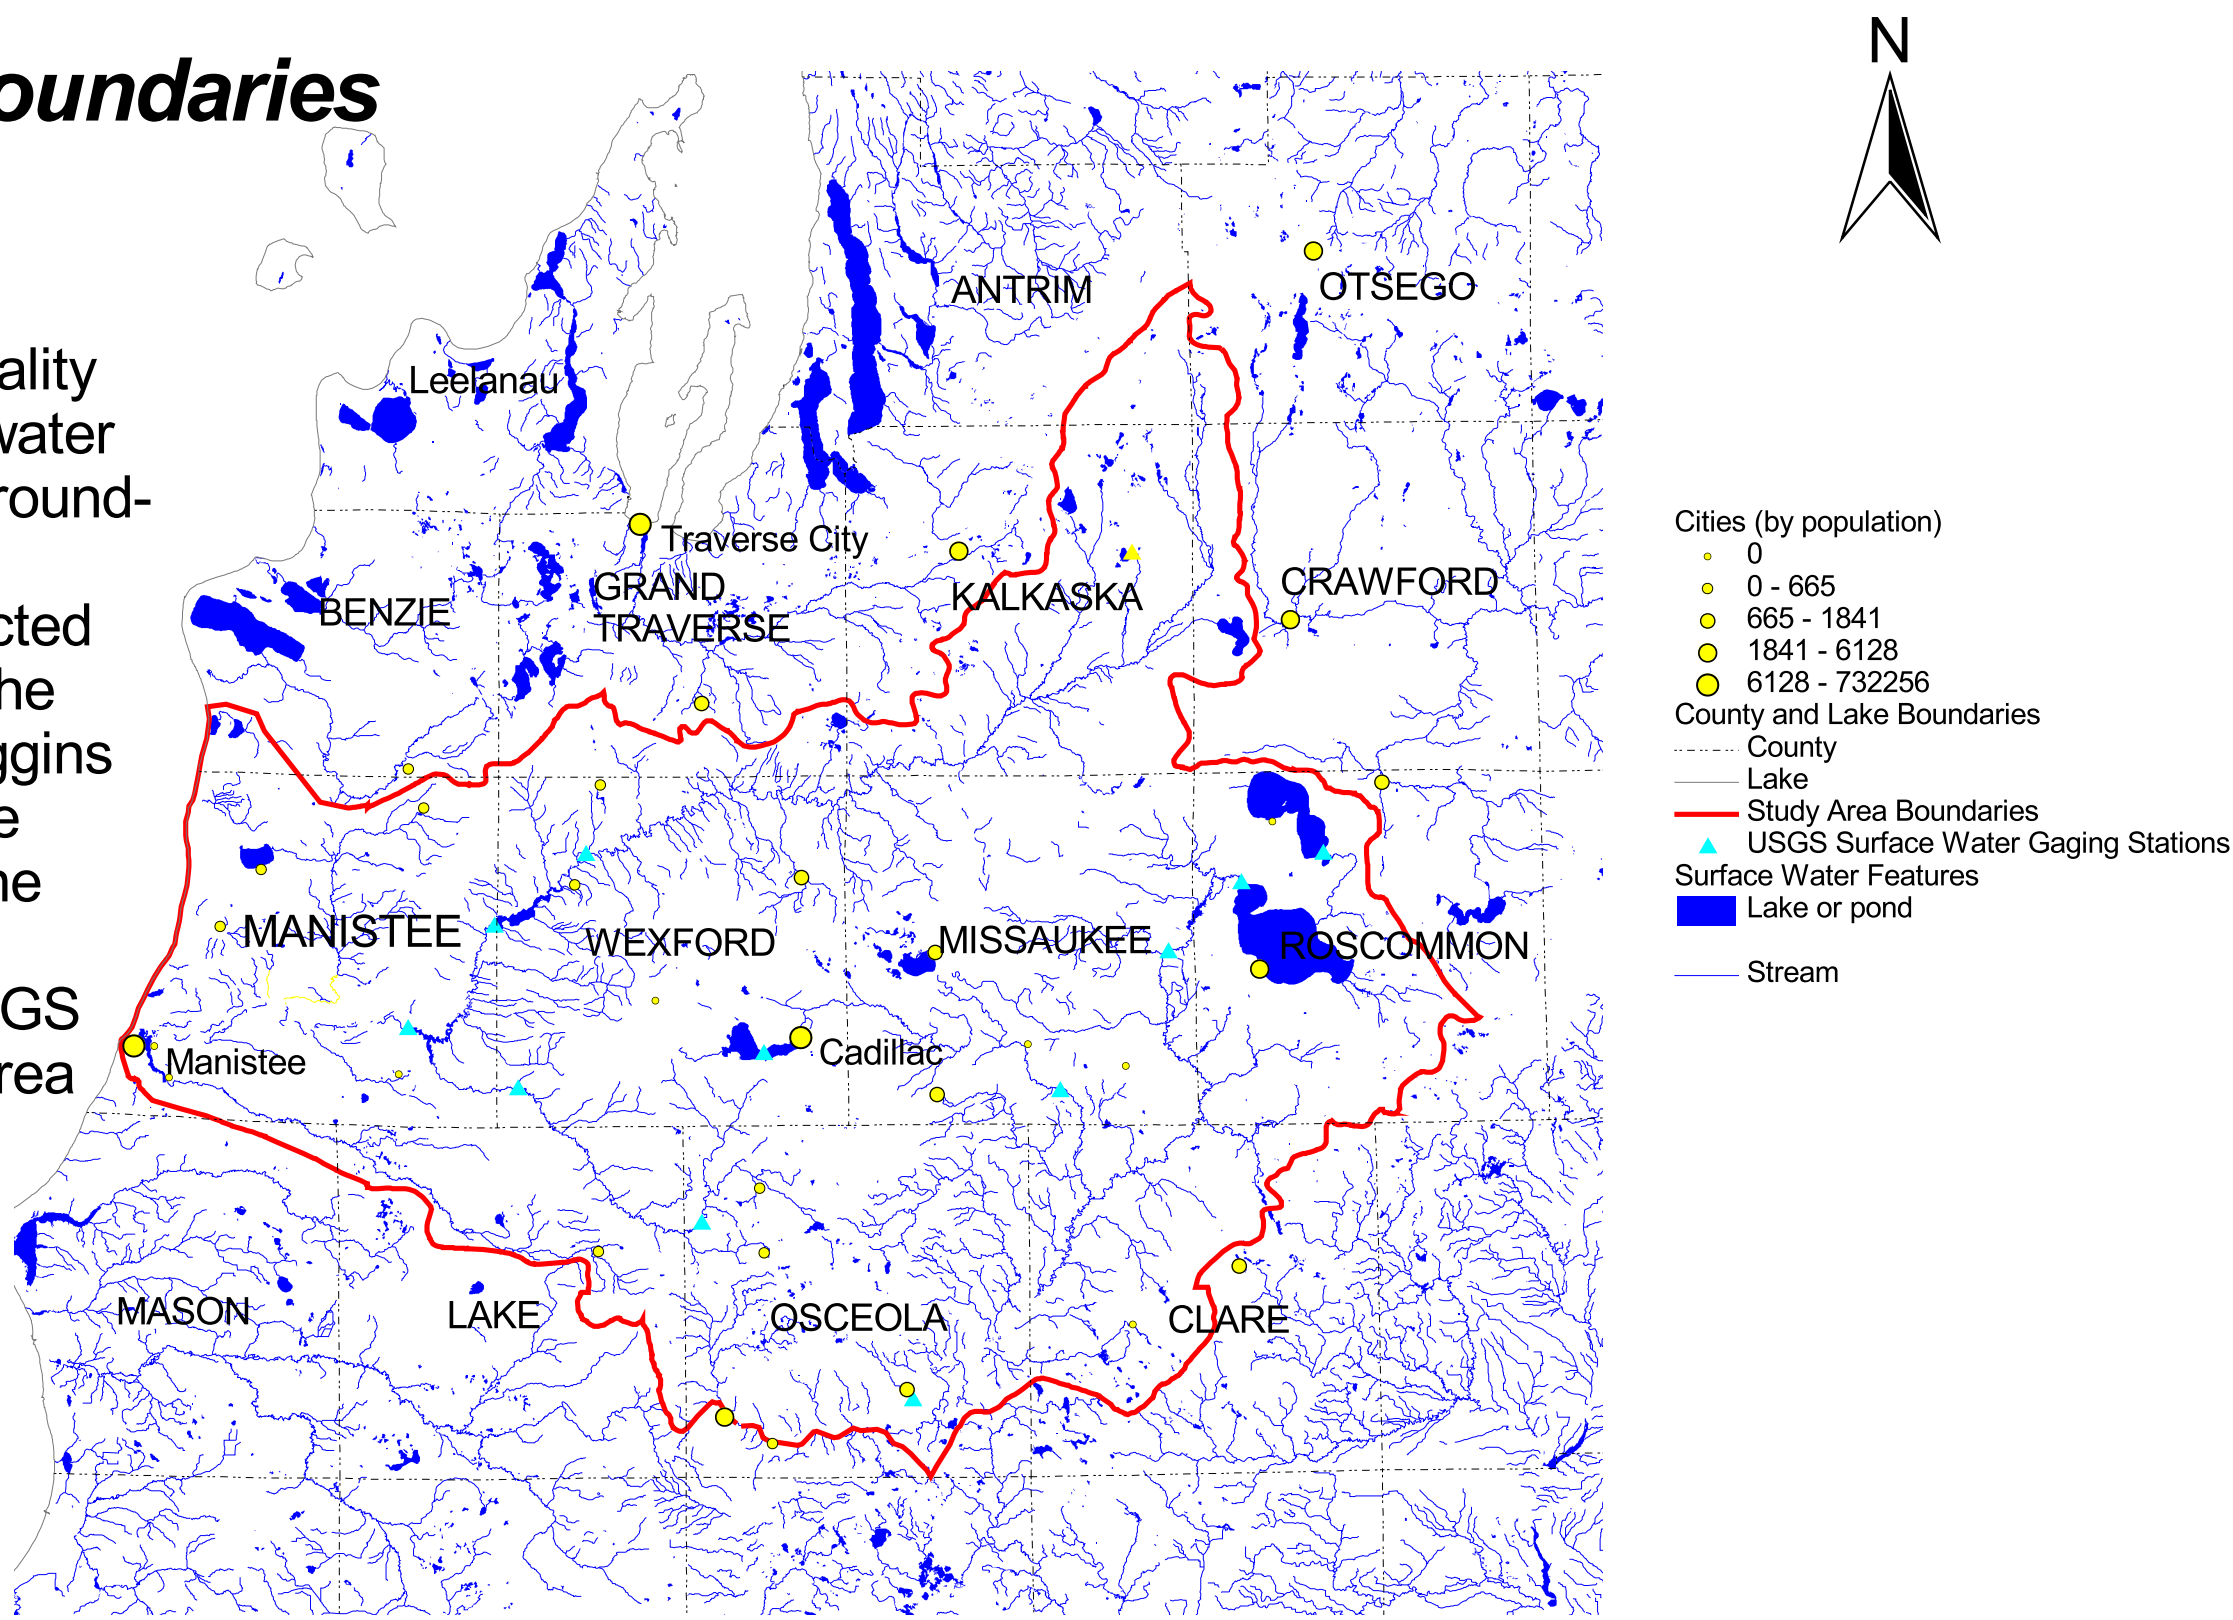 oundaries
ality
water
round-
cted
he
ggins
e
ne
GS
rea
N
ANTRIM
OTSEGO
Leelanau
Traverse City
GRAND
TRAVERSE
BENZIE
KALKASKA
CRAWFORD
MANISTEE
WEXFORD
MISSAUKEE
ROSCOMMON
Manistee
Cadillac
MASON
LAKE
OSCEOLA
CLARE
Cities (by population)
0
0 - 665
665 - 1841
1841 - 6128
6128 - 732256
County and Lake Boundaries
County
Lake
Study Area Boundaries
USGS Surface Water Gaging Stations
Surface Water Features
Lake or pond
Stream